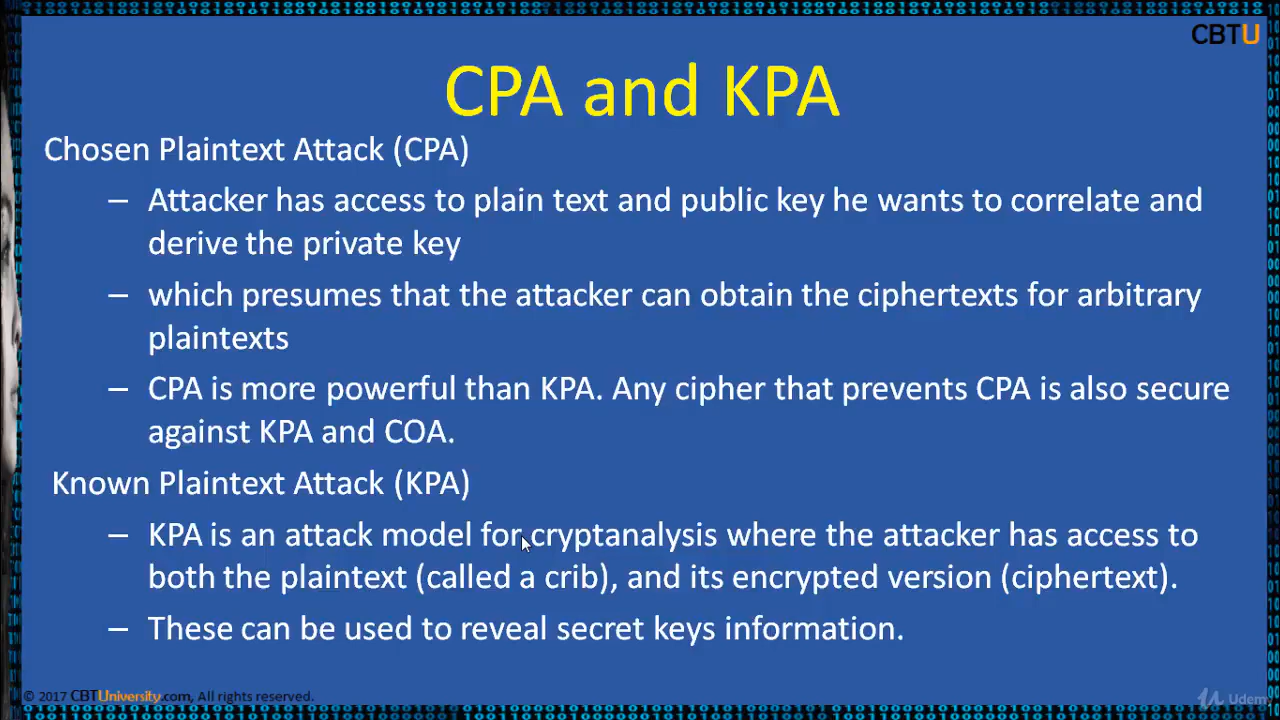 CBTU
CPA and KPA
Chosen Plaintext Attack (CPA)
– Attacker has access to plain text and public key he wants to correlate and
derive the private key
– which presumes that the attacker can obtain the ciphertexts for arbitrary
plaintexts
– CPA is more powerful than KPA. Any cipher that prevents CPA is also secure
against KPA and COA.
Known Plaintext Attack (KPA)
– KPA is an attack model for cryptanalysis where the attacker has access to
both the plaintext (called a crib), and its encrypted version (ciphertext).
– These can be used to reveal secret keys information.
© 2017 CBTUniversity.com, All rights reserved.
Udemy